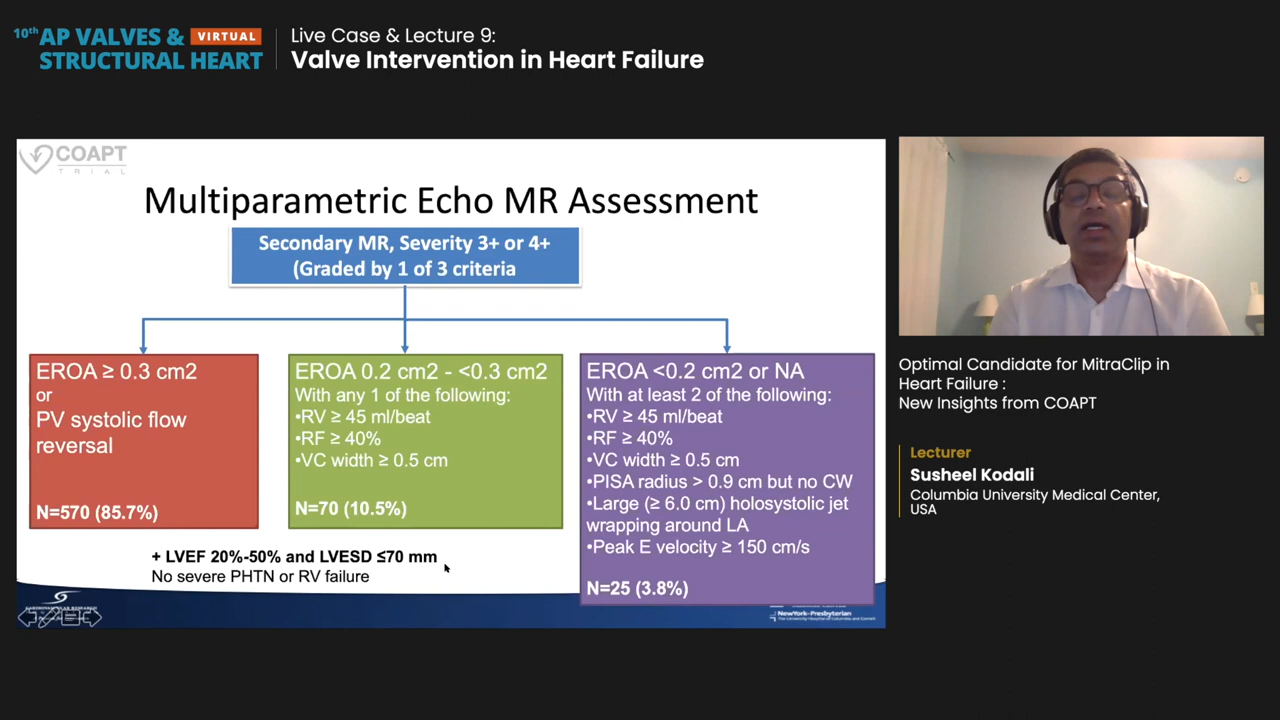 10th AP VALVES & VIRTUAL
STRUCTURAL HEART
Live Case & Lecture 9:
Valve Intervention in Heart Failure
COAPT
TRIAL
Multiparametric Echo MR Assessment
Secondary MR, Severity 3+ or 4+
(Graded by 1 of 3 criteria
EROA ≥ 0.3 cm2
or
PV systolic flow
reversal
N=570 (85.7%)
EROA 0.2 cm2 - <0.3 cm2
With any 1 of the following:
•RV ≥ 45 ml/beat
•RF ≥ 40%
•VC width ≥ 0.5 cm
N=70 (10.5%)
EROA <0.2 cm2 or NA
With at least 2 of the following:
•RV ≥ 45 ml/beat
•RF ≥ 40%
•VC width ≥ 0.5 cm
•PISA radius > 0.9 cm but no CW
•Large (≥ 6.0 cm) holosystolic jet
wrapping around LA
•Peak E velocity ≥ 150 cm/s
N=25 (3.8%)
+ LVEF 20%-50% and LVESD ≤70 mm
No severe PHTN or RV failure
NewYork-Presbyterian
Optimal Candidate for MitraClip in
Heart Failure :
New Insights from COAPT
Lecturer
Susheel Kodali
Columbia University Medical Center,
USA